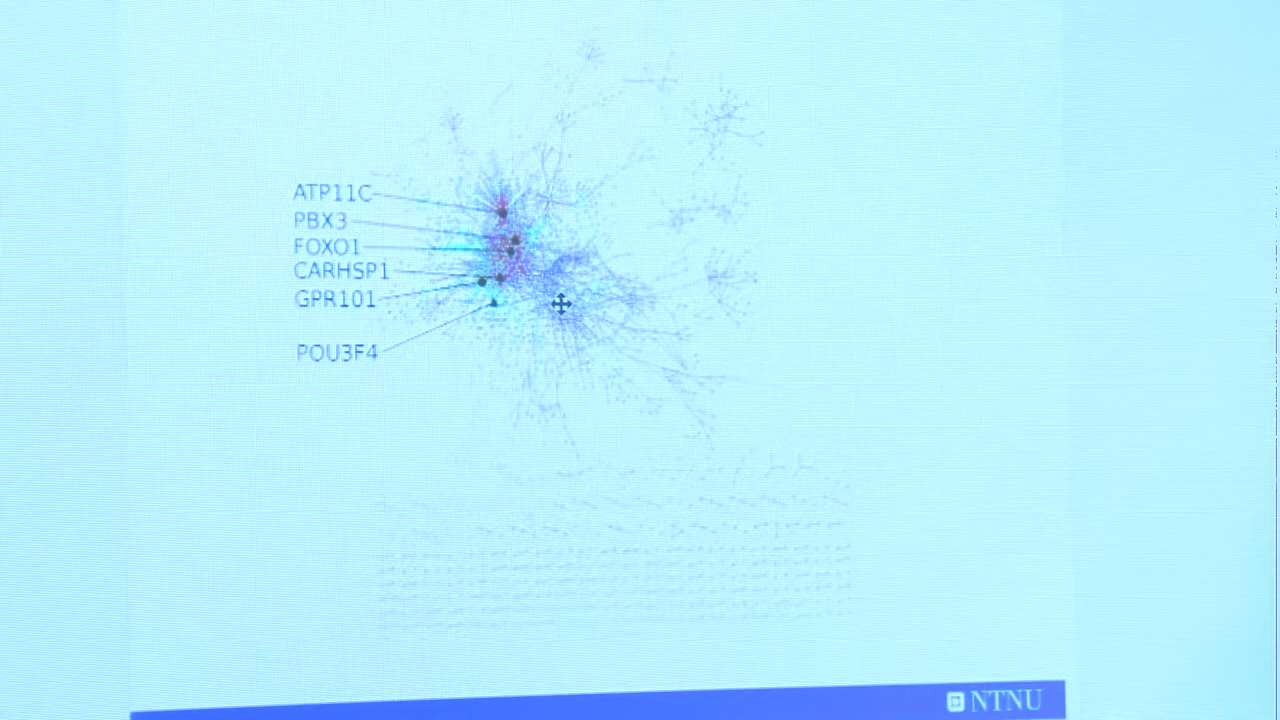 ATP11C
PBX3
FOXO1
CARHSP1
GPR101
POU3F4
NTNU